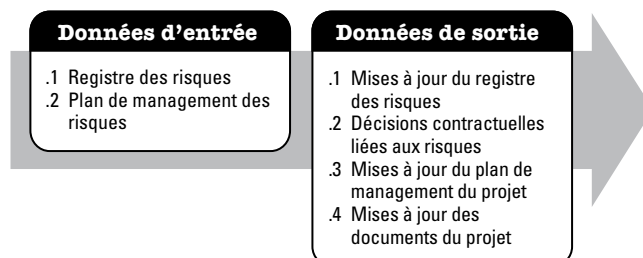 Données d'entrée
.1 Registre des risques
.2 Plan de management des
risques
Données de sortie
.1 Mises à jour du registre
des risques
.2 Décisions contractuelles
liées aux risques
.3 Mises à jour du plan de
management du projet
.4 Mises à jour des
documents du projet